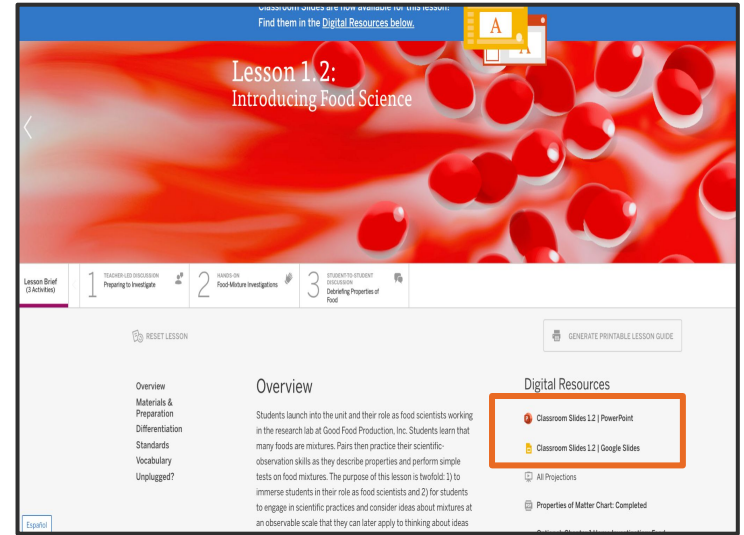 Classroom Slides are now available for this lesson!
Find them in the Digital Resources below.
A
A
Lesson 1.2:
Introducing Food Science
Lesson Brief
(3 Activities)
1
TEACHER-LED DISCUSSION
Preparing to Investigate
2
HANDS-ON
Food-Mixture Investigations
3
STUDENT-TO-STUDENT
DISCUSSION
Debriefing Properties of
Food
RESET LESSON
GENERATE PRINTABLE LESSON GUIDE
Overview
Materials &
Preparation
Differentiation
Standards
Vocabulary
Unplugged?
Overview
Students launch into the unit and their role as food scientists working
in the research lab at Good Food Production, Inc. Students learn that
many foods are mixtures. Pairs then practice their scientific-
observation skills as they describe properties and perform simple
tests on food mixtures. The purpose of this lesson is twofold: 1) to
immerse students in their role as food scientists and 2) for students
to engage in scientific practices and consider ideas about mixtures at
an observable scale that they can later apply to thinking about ideas
Digital Resources
Classroom Slides 1.2 | PowerPoint
Classroom Slides 1.2 | Google Slides
All Projections
Properties of Matter Chart: Completed
Español